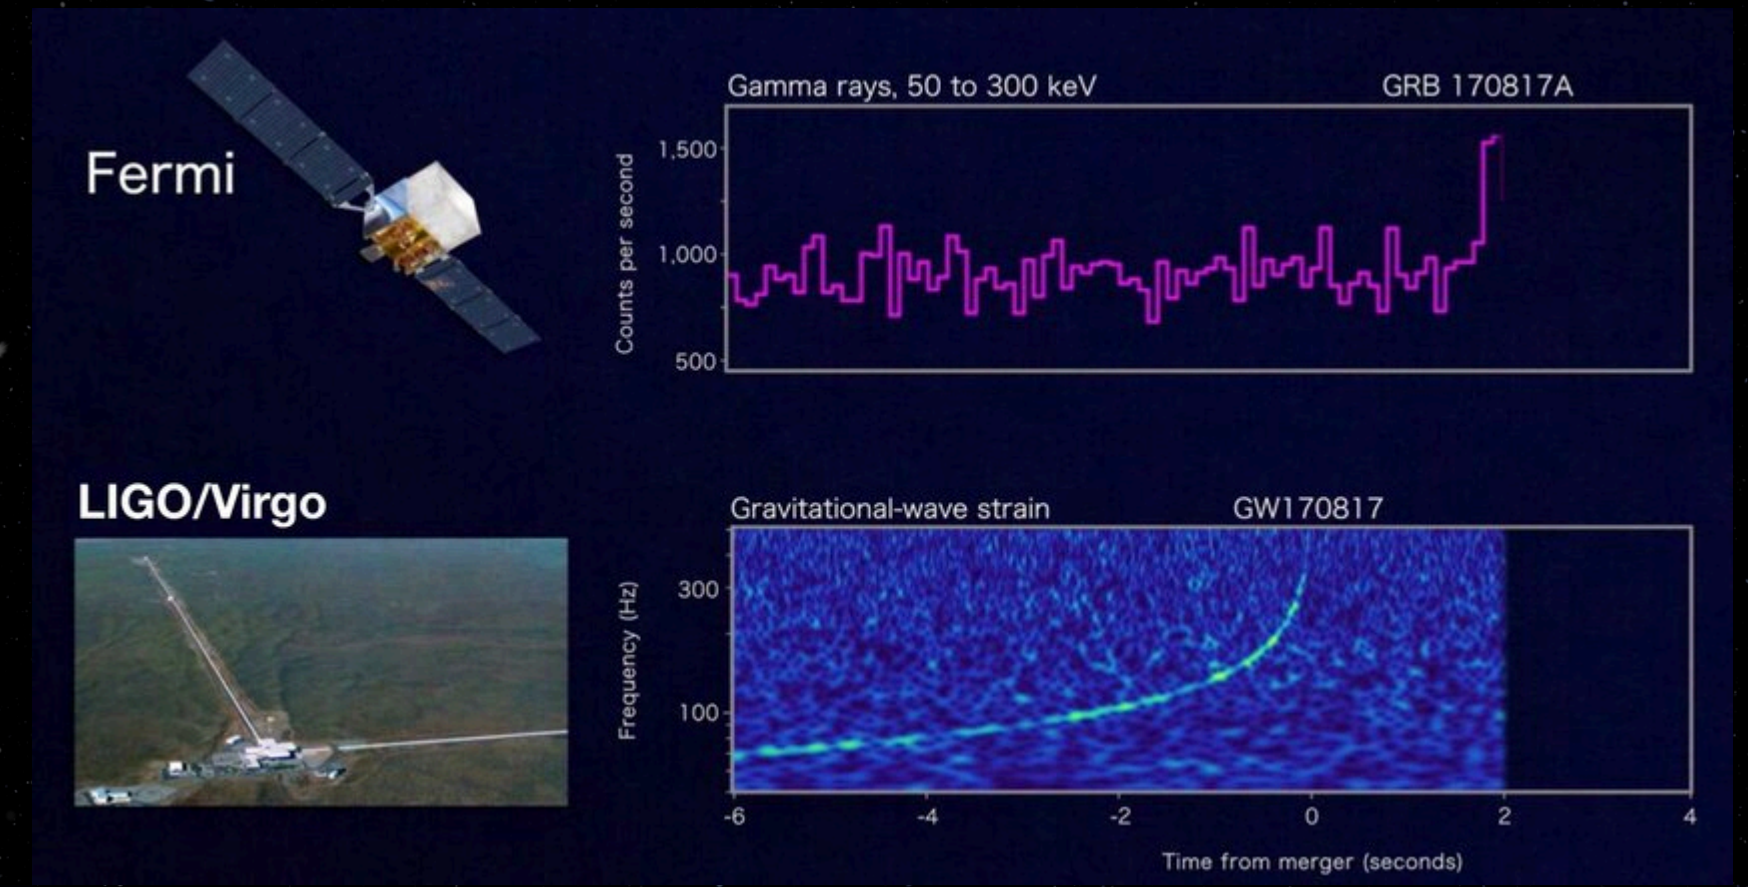 Fermi
Gamma rays, 50 to 300 keV
GRB 170817A
Counts per second
1,500
1,000
500
LIGO/Virgo
Gravitational-wave strain
GW170817
Frequency (Hz)
300
100
-6
-4
-2
0
2
4
Time from merger (seconds)